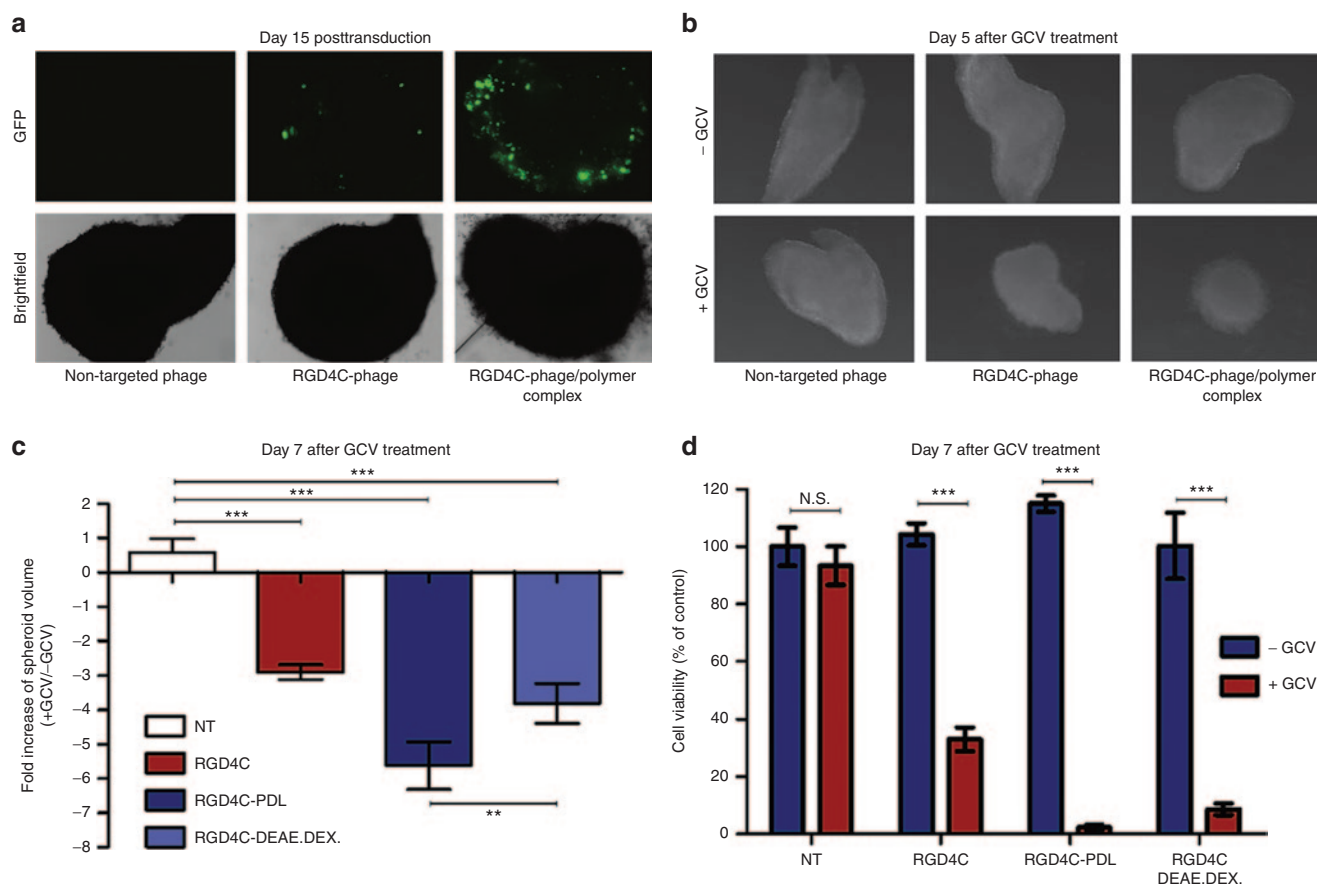 a
Day 15 posttransduction
GFP
Brightfield
Non-targeted phage
RGD4C-phage
RGD4C-phage/polymer
complex
b
Day 5 after GCV treatment
– GCV
+ GCV
Non-targeted phage
RGD4C-phage
RGD4C-phage/polymer
complex
c
Day 7 after GCV treatment
***
***
***
2
1
0
–1
–2
–3
–4
–5
–6
–7
–8
Fold increase of spheroid volume
(+GCV/–GCV)
**
NT
RGD4C
RGD4C-PDL
RGD4C-DEAE.DEX.
d
Day 7 after GCV treatment
N.S.
***
***
***
120
100
80
60
40
20
0
Cell viability (% of control)
– GCV
+ GCV
NT
RGD4C
RGD4C-PDL
RGD4C
DEAE.DEX.